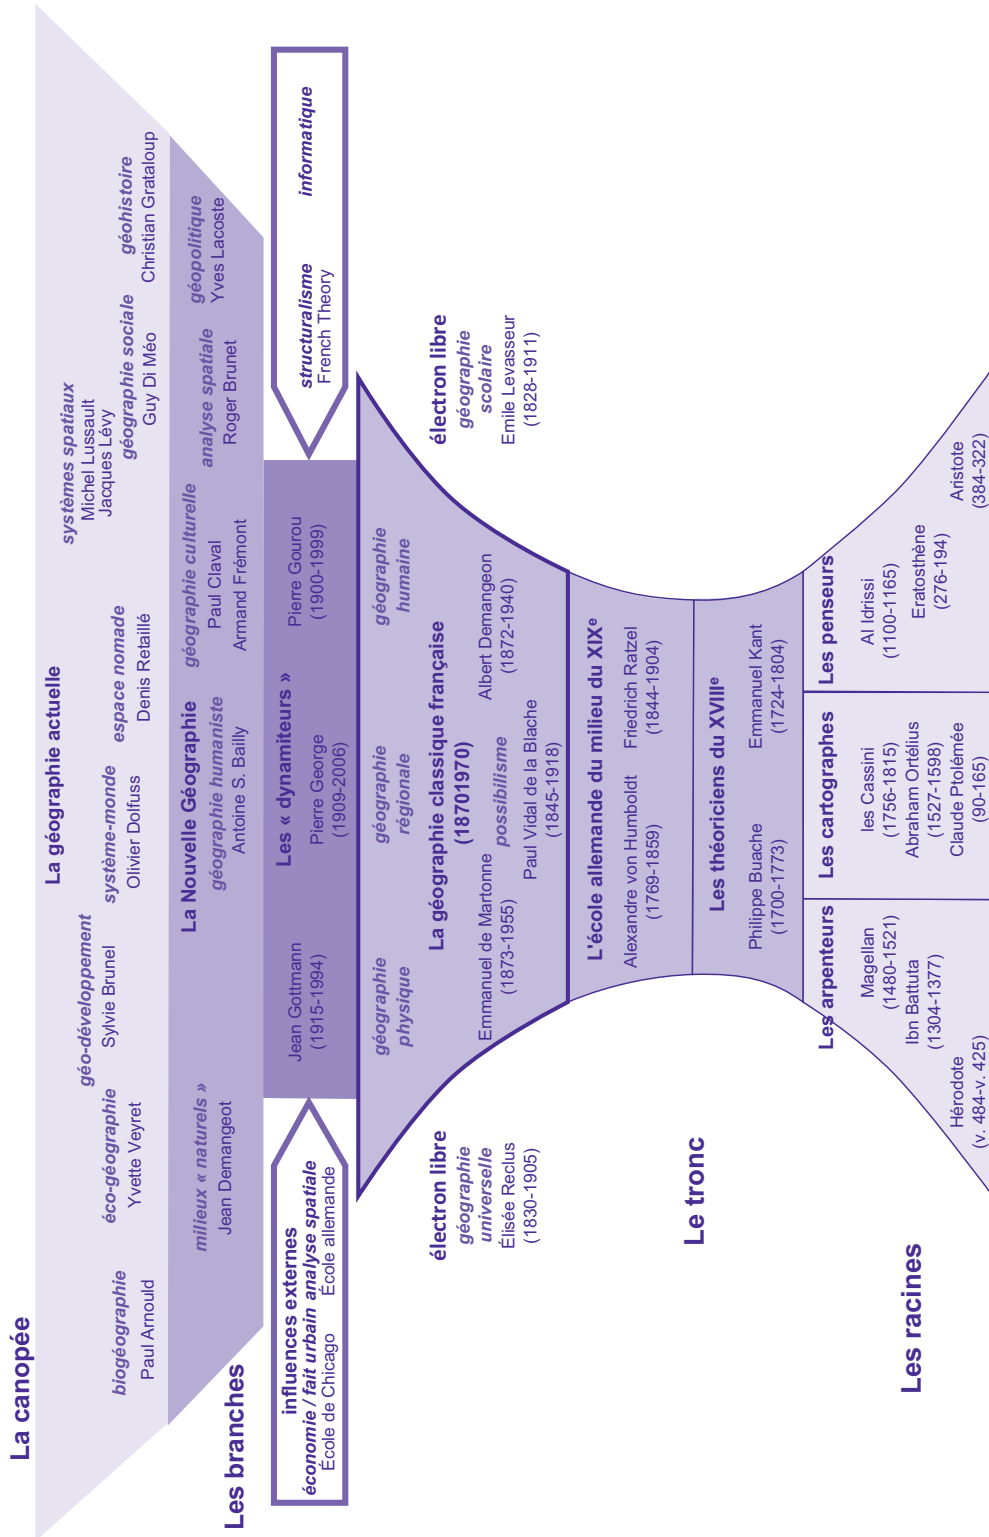 La canopée
La géographie actuelle
biogéographie
Paul Arnould
éco-géographie
Yvette Veyret
géo-développement
Sylvie Brunel
système-monde
Olivier Dolfuss
espace nomade
Denis Retaillé
systèmes spatiaux
Michel Lussault
Jacques Lévy
géographie sociale
Guy Di Méo
géohistoire
Christian Grataloup
La Nouvelle Géographie
milieux « naturels »
Jean Demangeot
géographie humaniste
Antoine S. Bailly
géographie culturelle
Paul Claval
Armand Frémont
analyse spatiale
Roger Brunet
géopolitique
Yves Lacoste
Les branches
influences externes
économie / fait urbain analyse spatiale
École de Chicago École allemande
Les « dynamiteurs »
Jean Gottmann
(1915-1994)
Pierre George
(1909-2006)
Pierre Gourou
(1900-1999)
structuralisme
French Theory
informatique
géographie
physique
géographie
régionale
géographie
humaine
La géographie classique française
(18701970)
Emmanuel de Martonne
(1873-1955)
possibilisme
Paul Vidal de la Blache
(1845-1918)
Albert Demangeon
(1872-1940)
électron libre
géographie
universelle
Élisée Reclus
(1830-1905)
électron libre
géographie
scolaire
Emile Levasseur
(1828-1911)
L'école allemande du milieu du XIXe
Alexandre von Humboldt
(1769-1859)
Friedrich Ratzel
(1844-1904)
Le tronc
Les théoriciens du XVIIIe
Philippe Buache
(1700-1773)
Emmanuel Kant
(1724-1804)
Les racines
Les arpenteurs
Magellan
(1480-1521)
Ibn Battuta
(1304-1377)
Hérodote
(v. 484-v. 425)
Les cartographes
les Cassini
(1756-1815)
Abraham Ortélius
(1527-1598)
Claude Ptolémée
(90-165)
Les penseurs
Al Idrissi
(1100-1165)
Eratosthène
(276-194)
Aristote
(384-322)